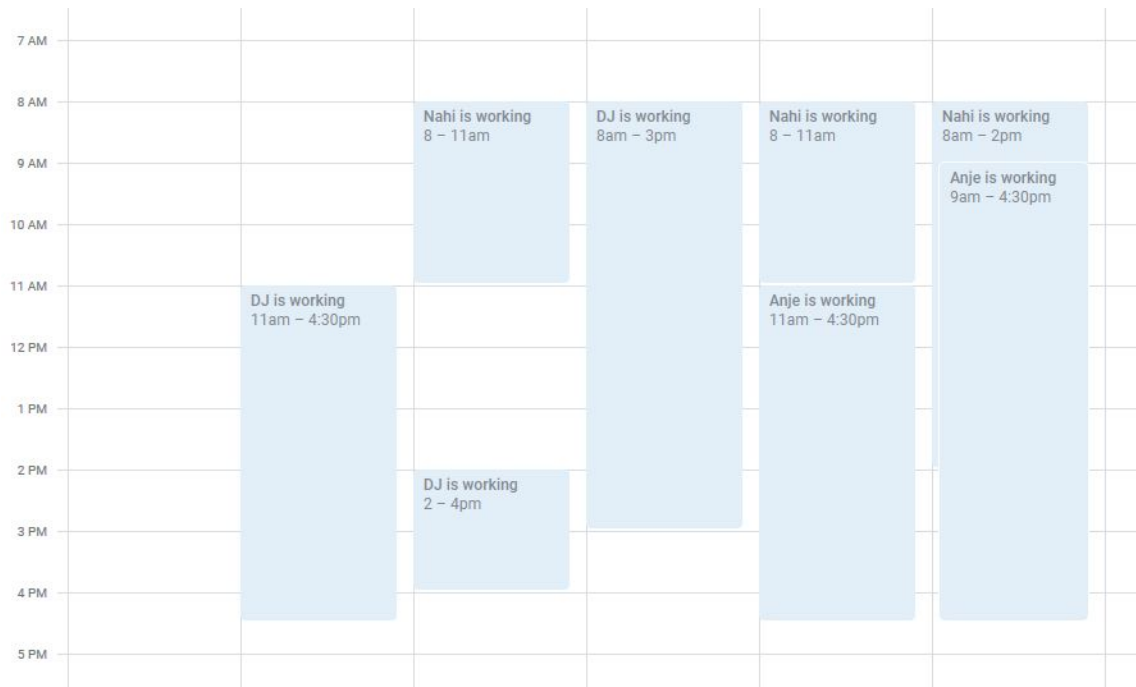 7 AM
8 AM
9 AM
10 AM
11 AM
12 PM
1 PM
2 PM
3 PM
4 PM
5 PM
DJ is working
11am – 4:30pm
Nahi is working
8 – 11am
DJ is working
2 – 4pm
DJ is working
8am – 3pm
Nahi is working
8 – 11am
Anje is working
11am – 4:30pm
Nahi is working
8am – 2pm
Anje is working
9am – 4:30pm